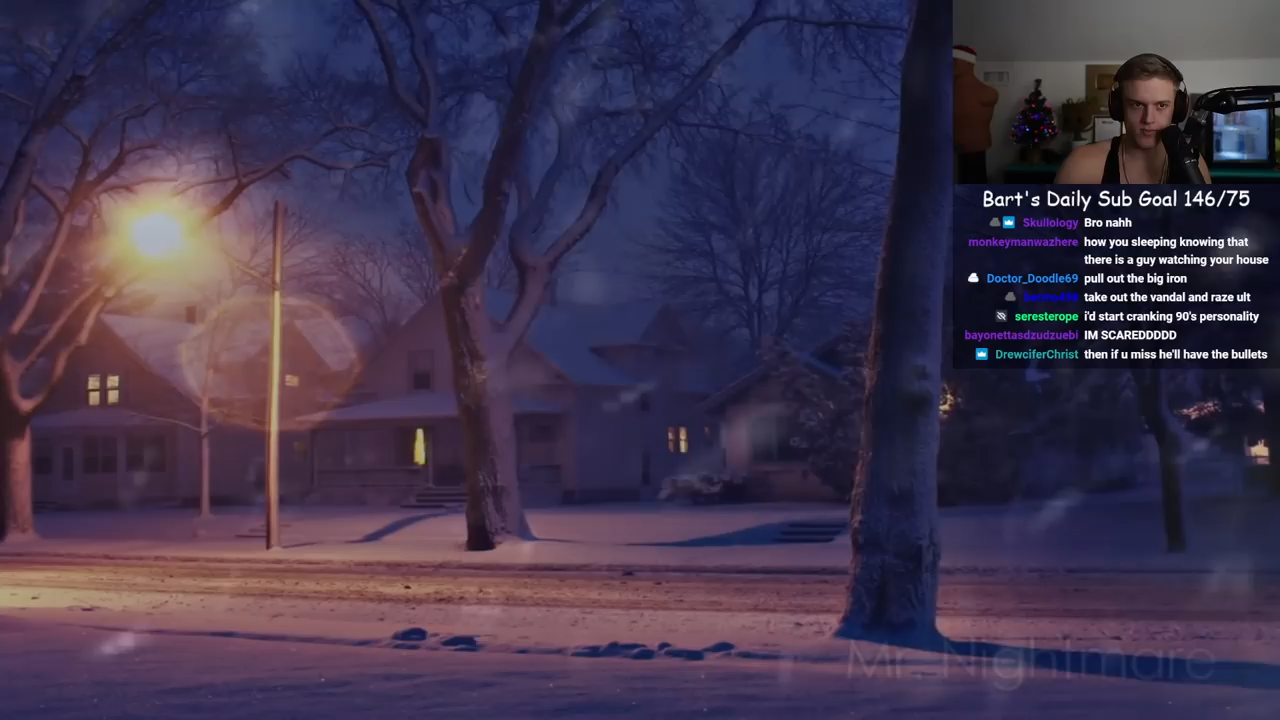 Bart's Daily Sub Goal 146/75
Skullology Bro nahh
monkeymanwazhere how you sleeping knowing that
there is a guy watching your house
Doctor_Doodle69 pull out the big iron
take out the vandal and raze ult
seresterope i'd start cranking 90's personality
bayonettasdzudzuebi IM SCAREDDDDD
DrewciferChrist then if u miss he'll have the bullets
Mr. Nightmare